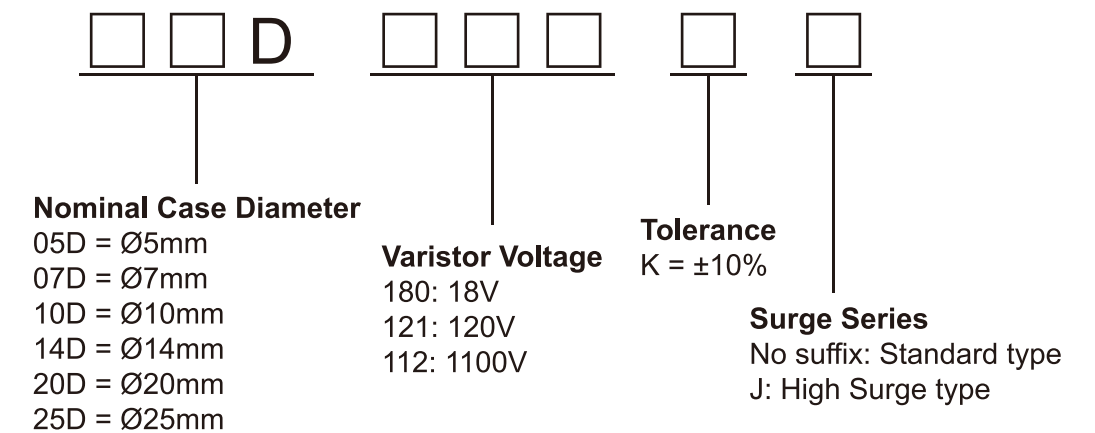 D
Nominal Case Diameter
05D = Ø5mm
07D = Ø7mm
10D = Ø10mm
14D = Ø14mm
20D = Ø20mm
25D = Ø25mm
Varistor Voltage
180: 18V
121: 120V
112: 1100V
Tolerance
K = ±10%
Surge Series
No suffix: Standard type
J: High Surge type